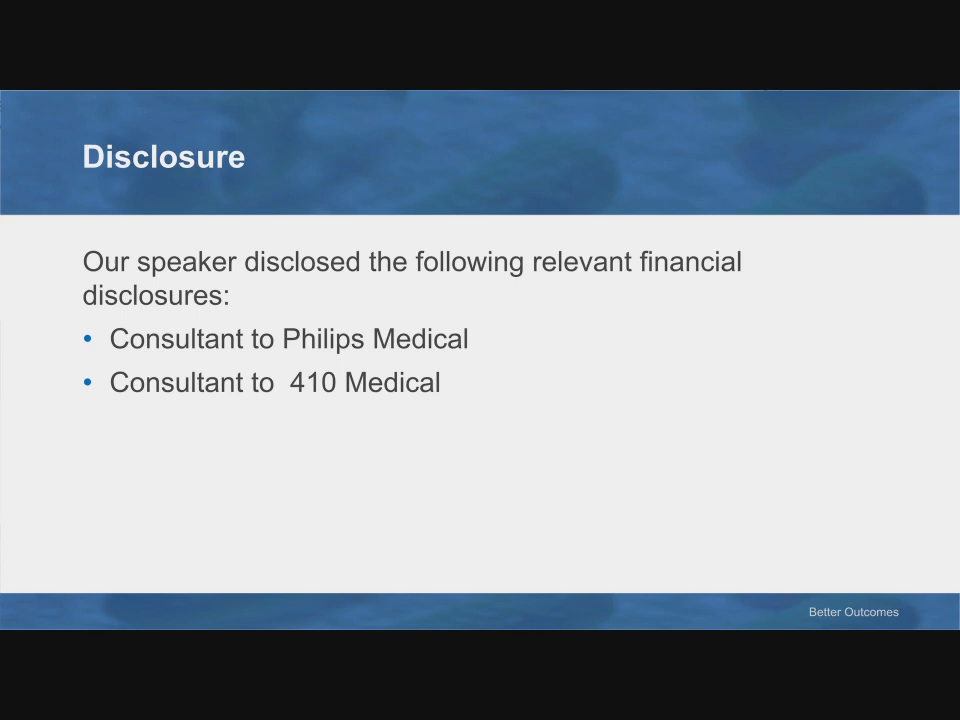 Disclosure
Our speaker disclosed the following relevant financial
disclosures:
• Consultant to Philips Medical
• Consultant to  410 Medical
Better Outcomes